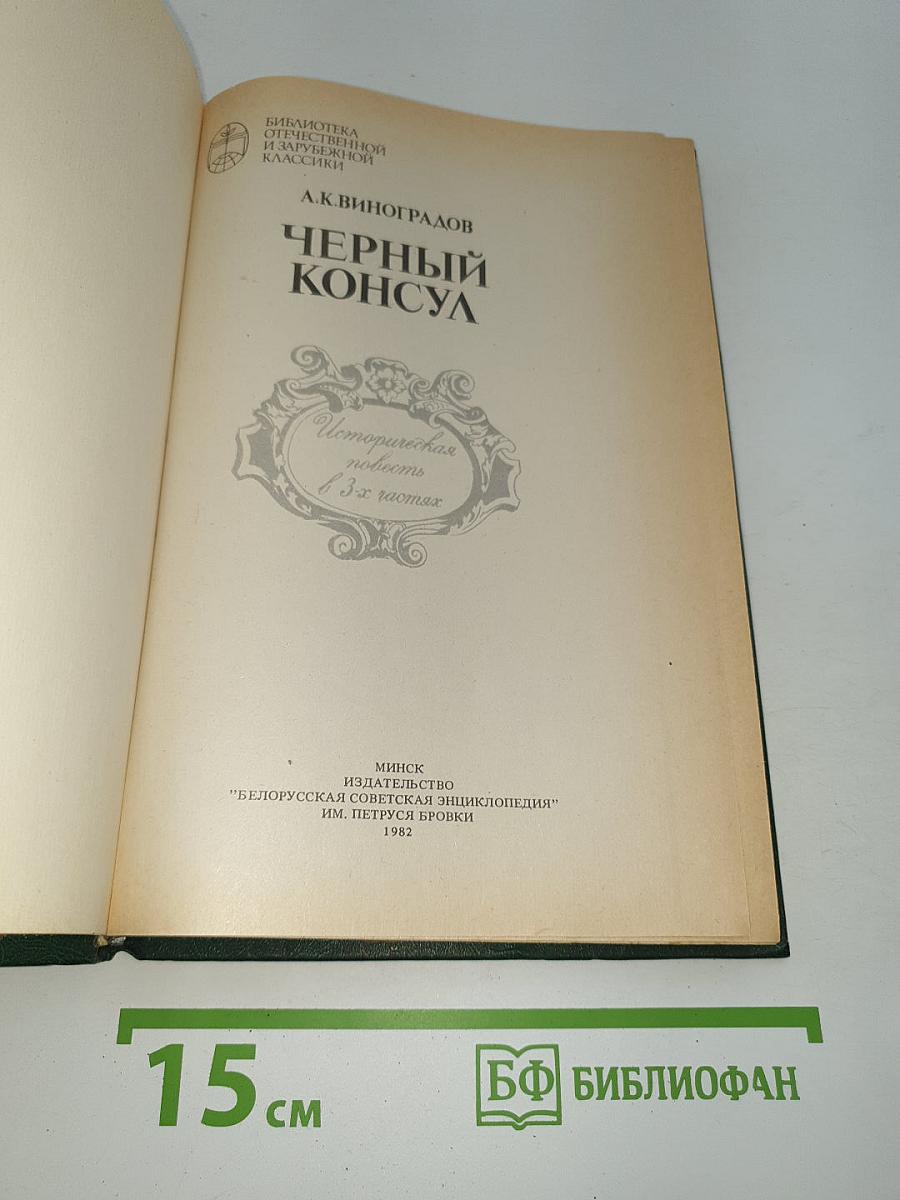 БИБЛИОТЕКА
ОТЕЧЕСТВЕННОЙ
И ЗАРУБЕЖНОЙ
КЛАССИКИ
А.К.ВИНОГРАДОВ
ЧЕРНЫЙ
КОНСУЛ
Историческая
повесть
в 3-х частях
МИНСК
ИЗДАТЕЛЬСТВО
"БЕЛОРУССКАЯ СОВЕТСКАЯ ЭНЦИКЛОПЕДИЯ"
ИМ. ПЕТРУСЯ БРОВКИ
1982
15 см
БФ БИБЛИОФАН